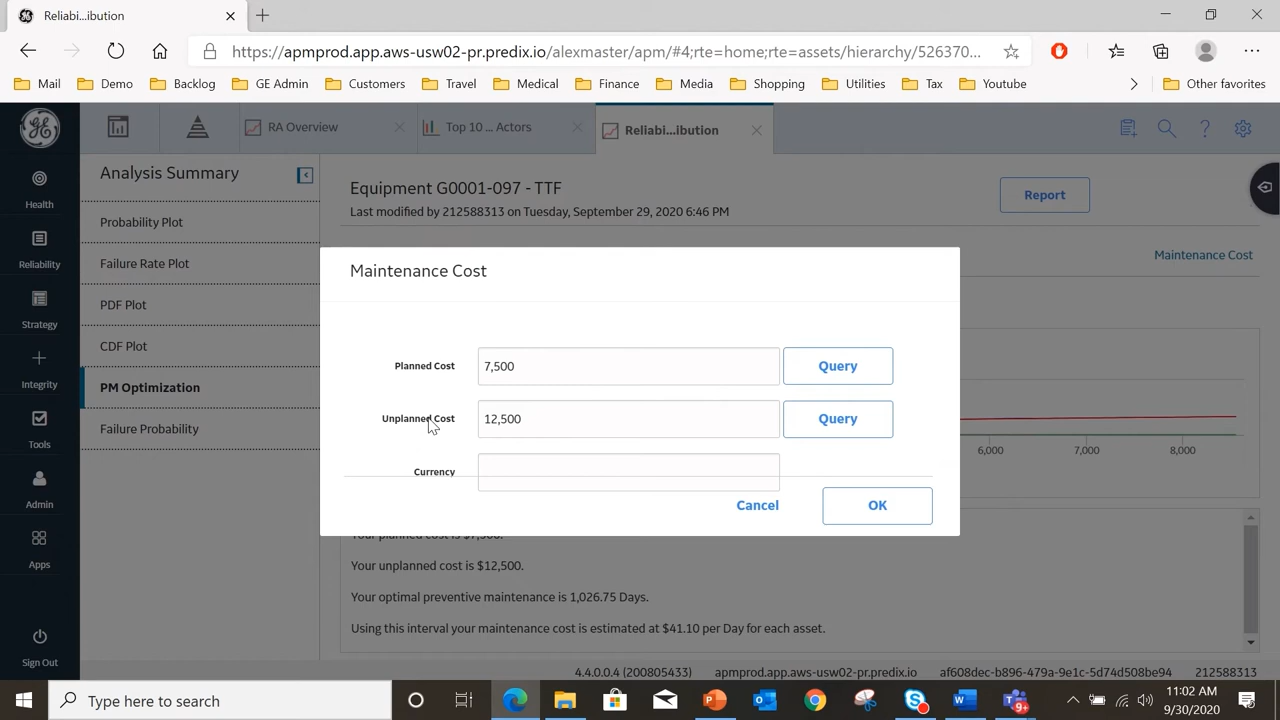 Reliabi...ibution
https://apmprod.app.aws-usw02-pr.predix.io/alexmaster/apm/#4;rte=home;rte=assets/hierarchy/526370...
Mail
Demo
Backlog
GE Admin
Customers
Travel
Medical
Finance
Media
Shopping
Utilities
Tax
Youtube
Other favorites
RA Overview
Top 10 ... Actors
Reliabi...ibution
Health
Reliability
Strategy
Integrity
Tools
Admin
Apps
Sign Out
Analysis Summary
Probability Plot
Failure Rate Plot
PDF Plot
CDF Plot
PM Optimization
Failure Probability
Equipment G0001-097 - TTF
Last modified by 212588313 on Tuesday, September 29, 2020 6:46 PM
Report
Maintenance Cost
Maintenance Cost
Planned Cost
7,500
Query
Unplanned Cost
12,500
Query
Currency
Cancel
OK
6,000
7,000
8,000
Your planned cost is $7,500.
Your unplanned cost is $12,500.
Your optimal preventive maintenance is 1,026.75 Days.
Using this interval your maintenance cost is estimated at $41.10 per Day for each asset.
4.4.0.0.4 (200805433)
apmprod.app.aws-usw02-pr.predix.io
af608dec-b896-479a-9e1c-5d74d508be94
212588313
Type here to search
9+
11:02 AM
9/30/2020